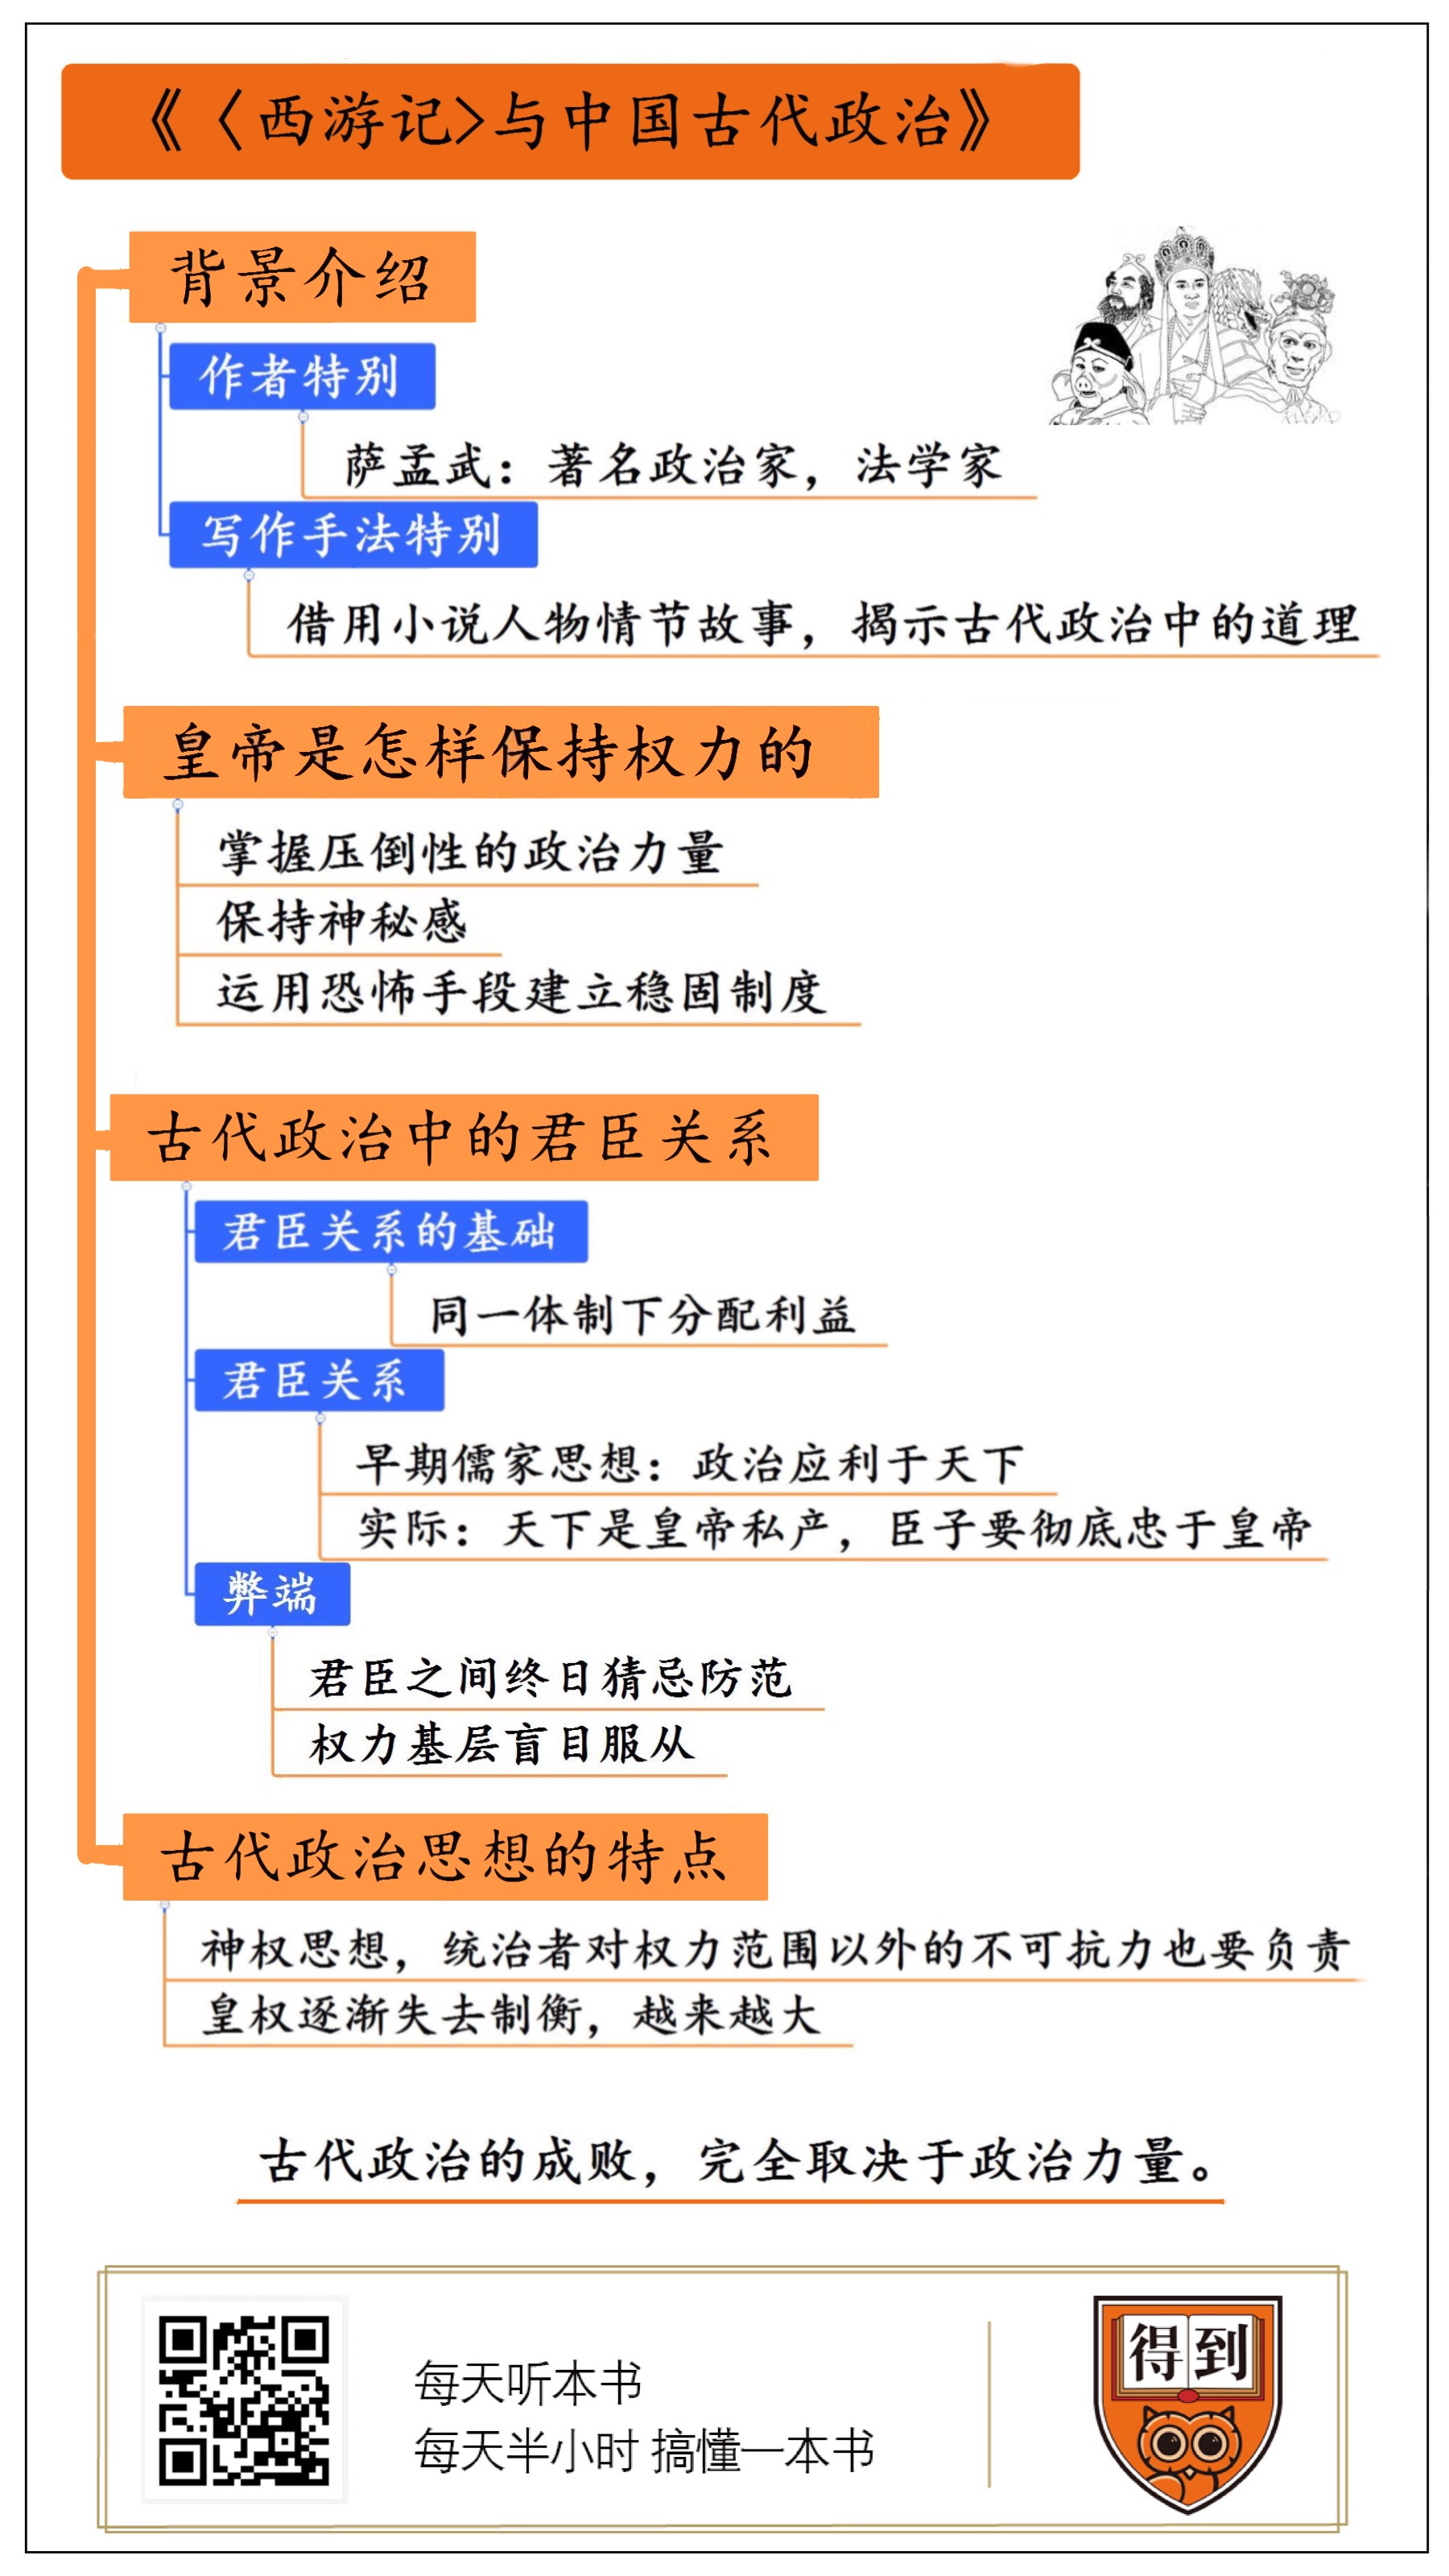 《〈西游记>与中国古代政治》
背景介绍
作者特别
萨孟武：著名政治家，法学家
写作手法特别
借用小说人物情节故事，揭示古代政治中的道理
皇帝是怎样保持权力的
掌握压倒性的政治力量
保持神秘感
运用恐怖手段建立稳固制度
古代政治中的君臣关系
君臣关系的基础
同一体制下分配利益
君臣关系
早期儒家思想：政治应利于天下
实际：天下是皇帝私产，臣子要彻底忠于皇帝
弊端
君臣之间终日猜忌防范
权力基层盲目服从
古代政治思想的特点
神权思想，统治者对权力范围以外的不可抗力也要负责
皇权逐渐失去制衡，越来越大
古代政治的成败，完全取决于政治力量。
每天听本书
每天半小时 搞懂一本书
得到